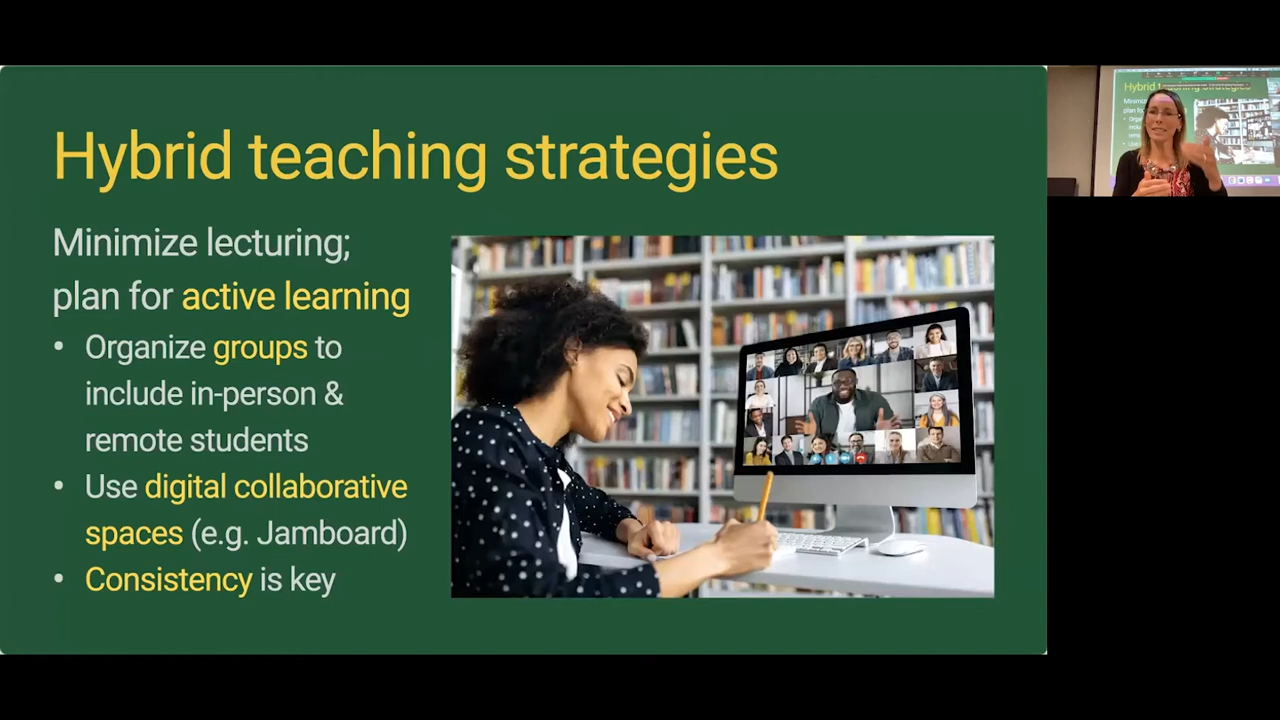 Hybrid teaching strategies
Minimize lecturing;
plan for active learning
• Organize groups to
include in-person &
remote students
• Use digital collaborative
spaces (e.g. Jamboard)
• Consistency is key